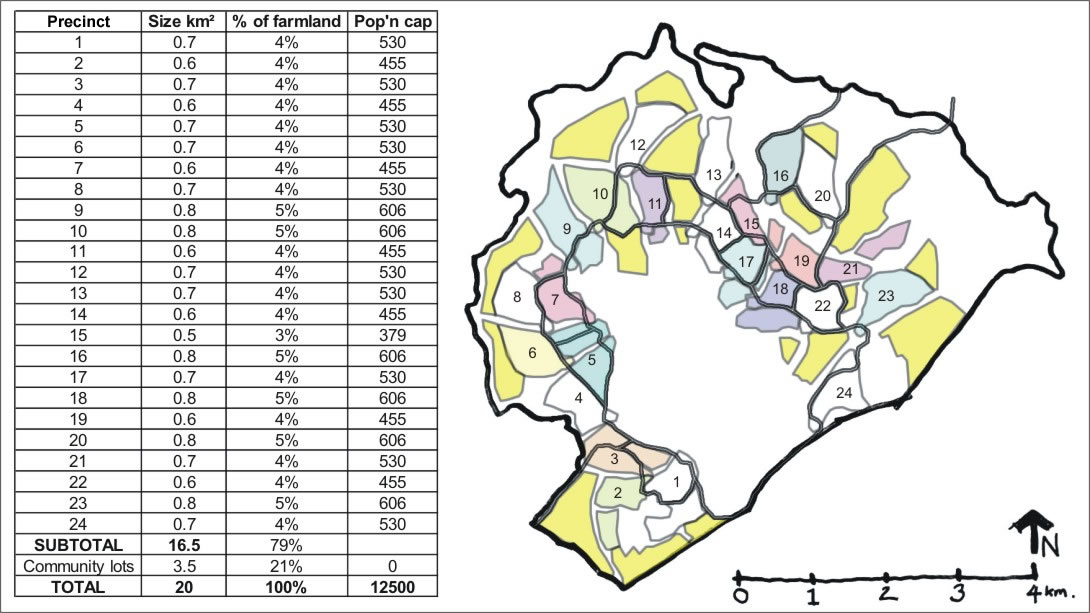 Precinct Size km² % of farmland Pop'n cap
1 0.7 4% 530
2 0.6 4% 455
3 0.7 4% 530
4 0.6 4% 455
5 0.7 4% 530
6 0.7 4% 530
7 0.6 4% 455
8 0.7 4% 530
9 0.8 5% 606
10 0.8 5% 606
11 0.6 4% 455
12 0.7 4% 530
13 0.7 4% 530
14 0.6 4% 455
15 0.5 3% 379
16 0.8 5% 606
17 0.7 4% 530
18 0.8 5% 606
19 0.6 4% 455
20 0.8 5% 606
21 0.7 4% 530
22 0.6 4% 455
23 0.8 5% 606
24 0.7 4% 530
SUBTOTAL 16.5 79%
Community lots 3.5 21% 0
TOTAL 20 100% 12500
12
13
16
10
20
11
15
9
14
17
19
21
18
8
7
22
23
6
5
24
4
3
1
2
N
0 1 2 3 4 km.